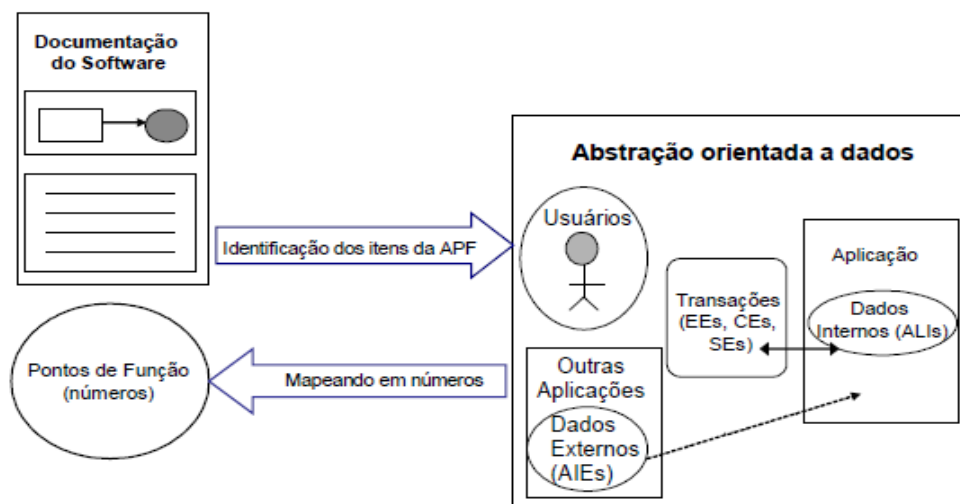 Documentação
do Software
Identificação dos itens da APF
Pontos de Função
(números)
Mapeando em números
Abstração orientada a dados
Usuários
Transações
(EEs, CEs,
SEs)
Aplicação
Dados
Internos (ALIs)
Outras
Aplicações
Dados
Externos
(AIEs)